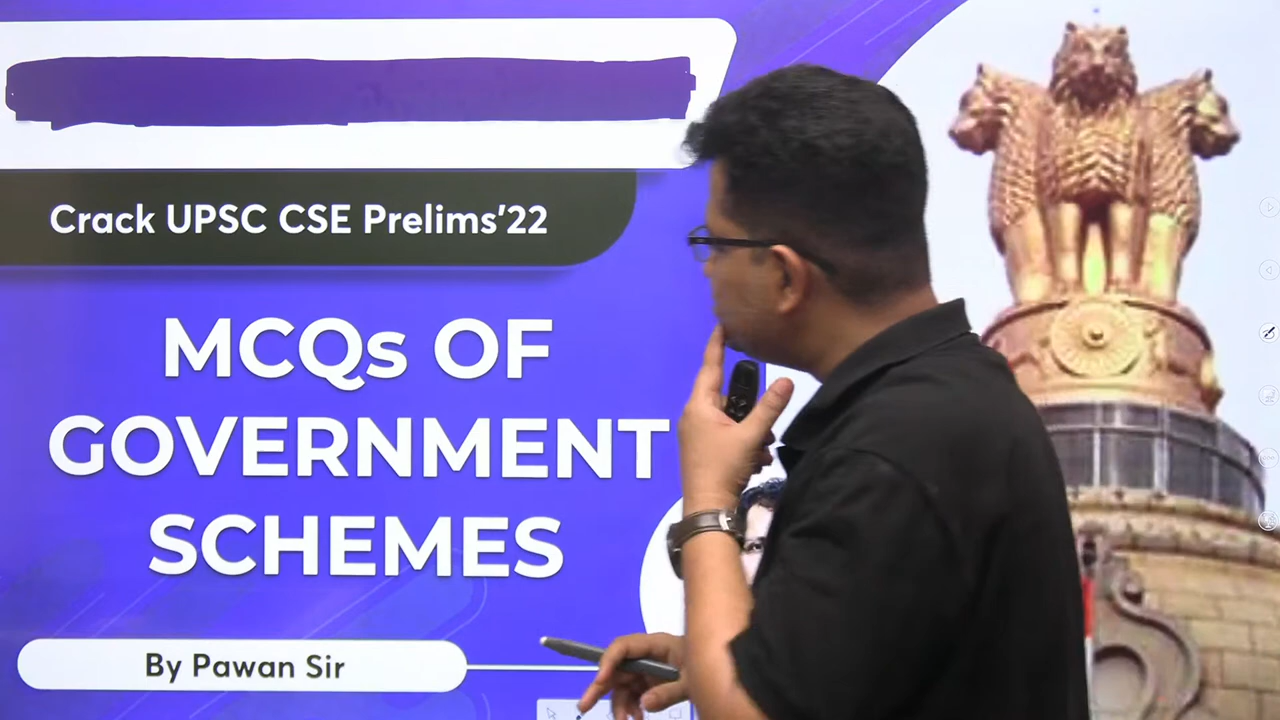 Crack UPSC CSE Prelims'22
MCQs OF
GOVERNMENT
SCHEMES
By Pawan Sir